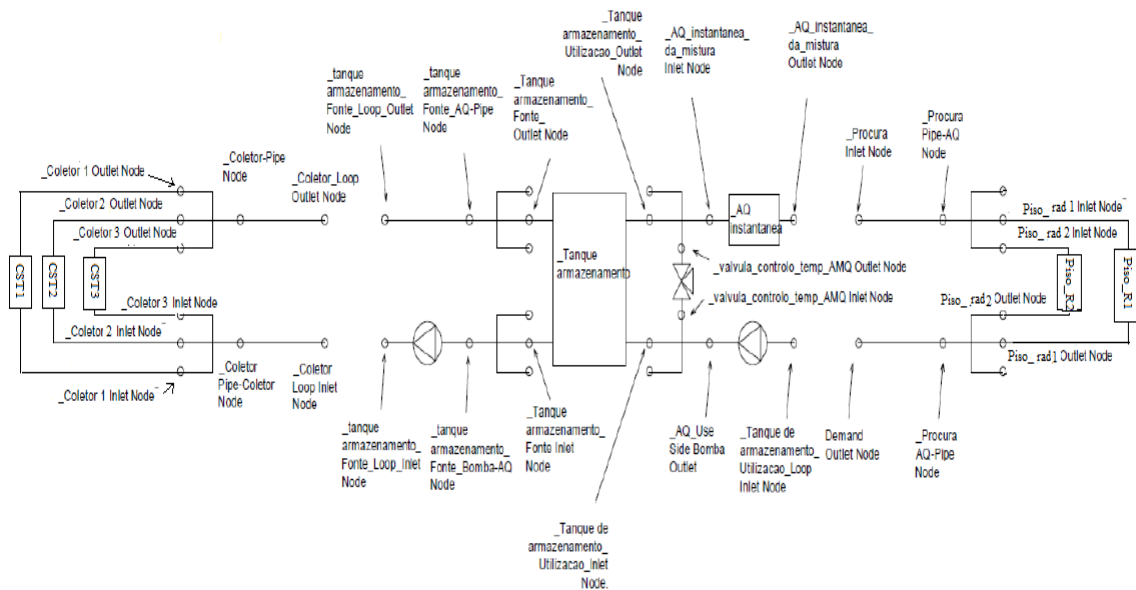 _Tanque
armazenamento_
Utilizacao_Outlet
Node
_AQ_instantanea_
da_mistura
Inlet Node
_AQ_instantanea_
da_mistura
Outlet Node
_tanque
armazenamento_
Fonte_Loop_Outlet
Node
_tanque
armazenamento_
Fonte_AQ-Pipe
Node
_Tanque
armazenamento_
Fonte_
Outlet Node
_Procura
Inlet Node
_Procura
Pipe-AQ
Node
_Coletor 1 Outlet Node
_Coletor-Pipe
Node
_Coletor_Loop
Outlet Node
_Coletor 2 Outlet Node
_Coletor 3 Outlet Node
_AQ
instantanea
Piso_ rad 1 Inlet Node
Piso_ rad 2 Inlet Node
CST1
CST2
CST3
_Tanque
armazenamento
_valvula_controlo_temp_AMQ Outlet Node
_valvula_controlo_temp_AMQ Inlet Node
Piso_R2
Piso_R1
_Coletor 3 Inlet Node
_Coletor 2 Inlet Node
Piso_ rad2 Outlet Node
Piso_ rad1 Outlet Node
_Coletor 1 Inlet Node
_Coletor
Pipe-Coletor
Node
_Coletor
Loop Inlet
Node
_tanque
armazenamento_
Fonte_Loop_Inlet
Node
_tanque
armazenamento_
Fonte_Bomba-AQ
Node
_Tanque
armazenamento_
Fonte Inlet
Node
_AQ_Use
Side Bomba
Outlet
_Tanque de
armazenamento_
Utilizacao_Loop
Inlet Node
Demand
Outlet Node
_Procura
AQ-Pipe
Node
_Tanque de
armazenamento_
Utilizacao_Inlet
Node.